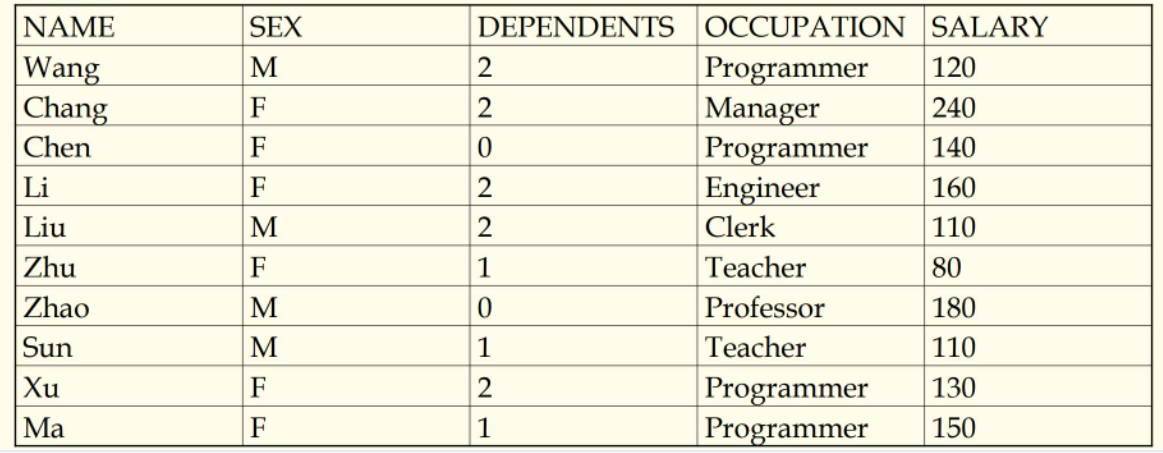 NAME SEX DEPENDENTS OCCUPATION SALARY
Wang M 2 Programmer 120
Chang F 2 Manager 240
Chen F 0 Programmer 140
Li F 2 Engineer 160
Liu M 2 Clerk 110
Zhu F 1 Teacher 80
Zhao M 0 Professor 180
Sun M 1 Teacher 110
Xu F 2 Programmer 130
Ma F 1 Programmer 150